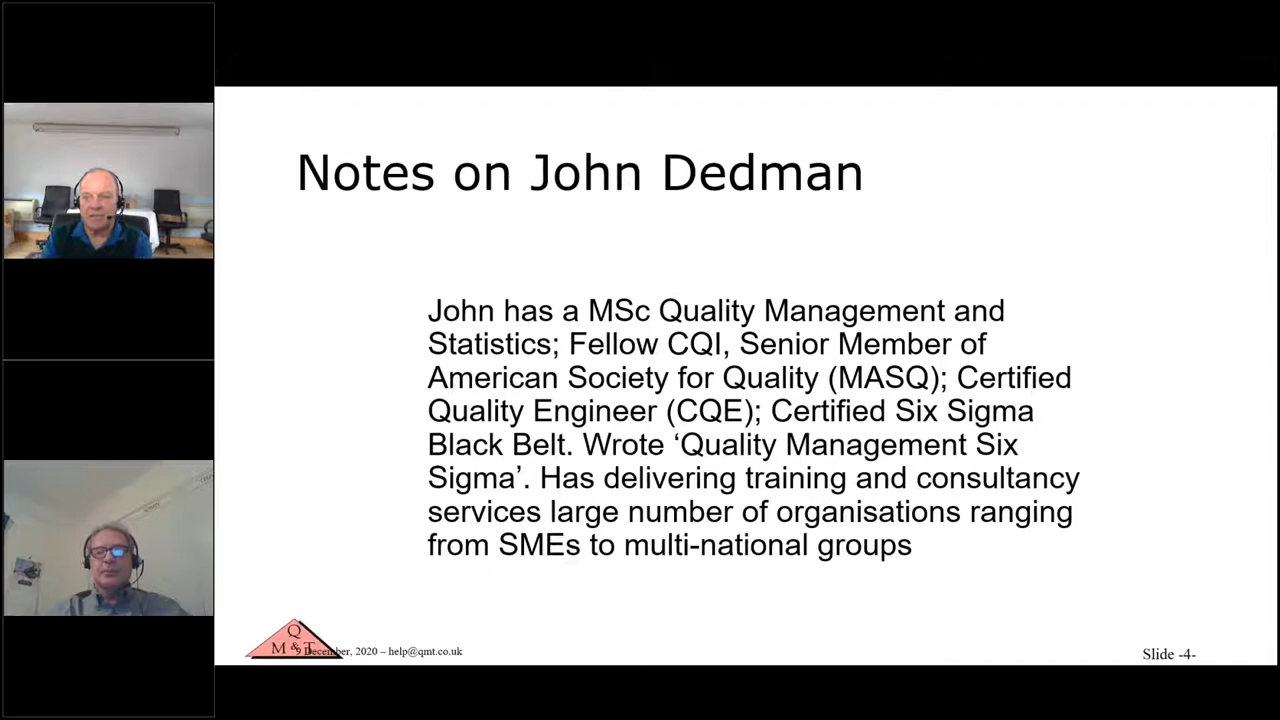 Notes on John Dedman
John has a MSc Quality Management and
Statistics; Fellow CQI, Senior Member of
American Society for Quality (MASQ); Certified
Quality Engineer (CQE); Certified Six Sigma
Black Belt. Wrote ‘Quality Management Six
Sigma’. Has delivering training and consultancy
services large number of organisations ranging
from SMEs to multi-national groups
Q
M & T
9 December, 2020 – help@qmt.co.uk
Slide -4-